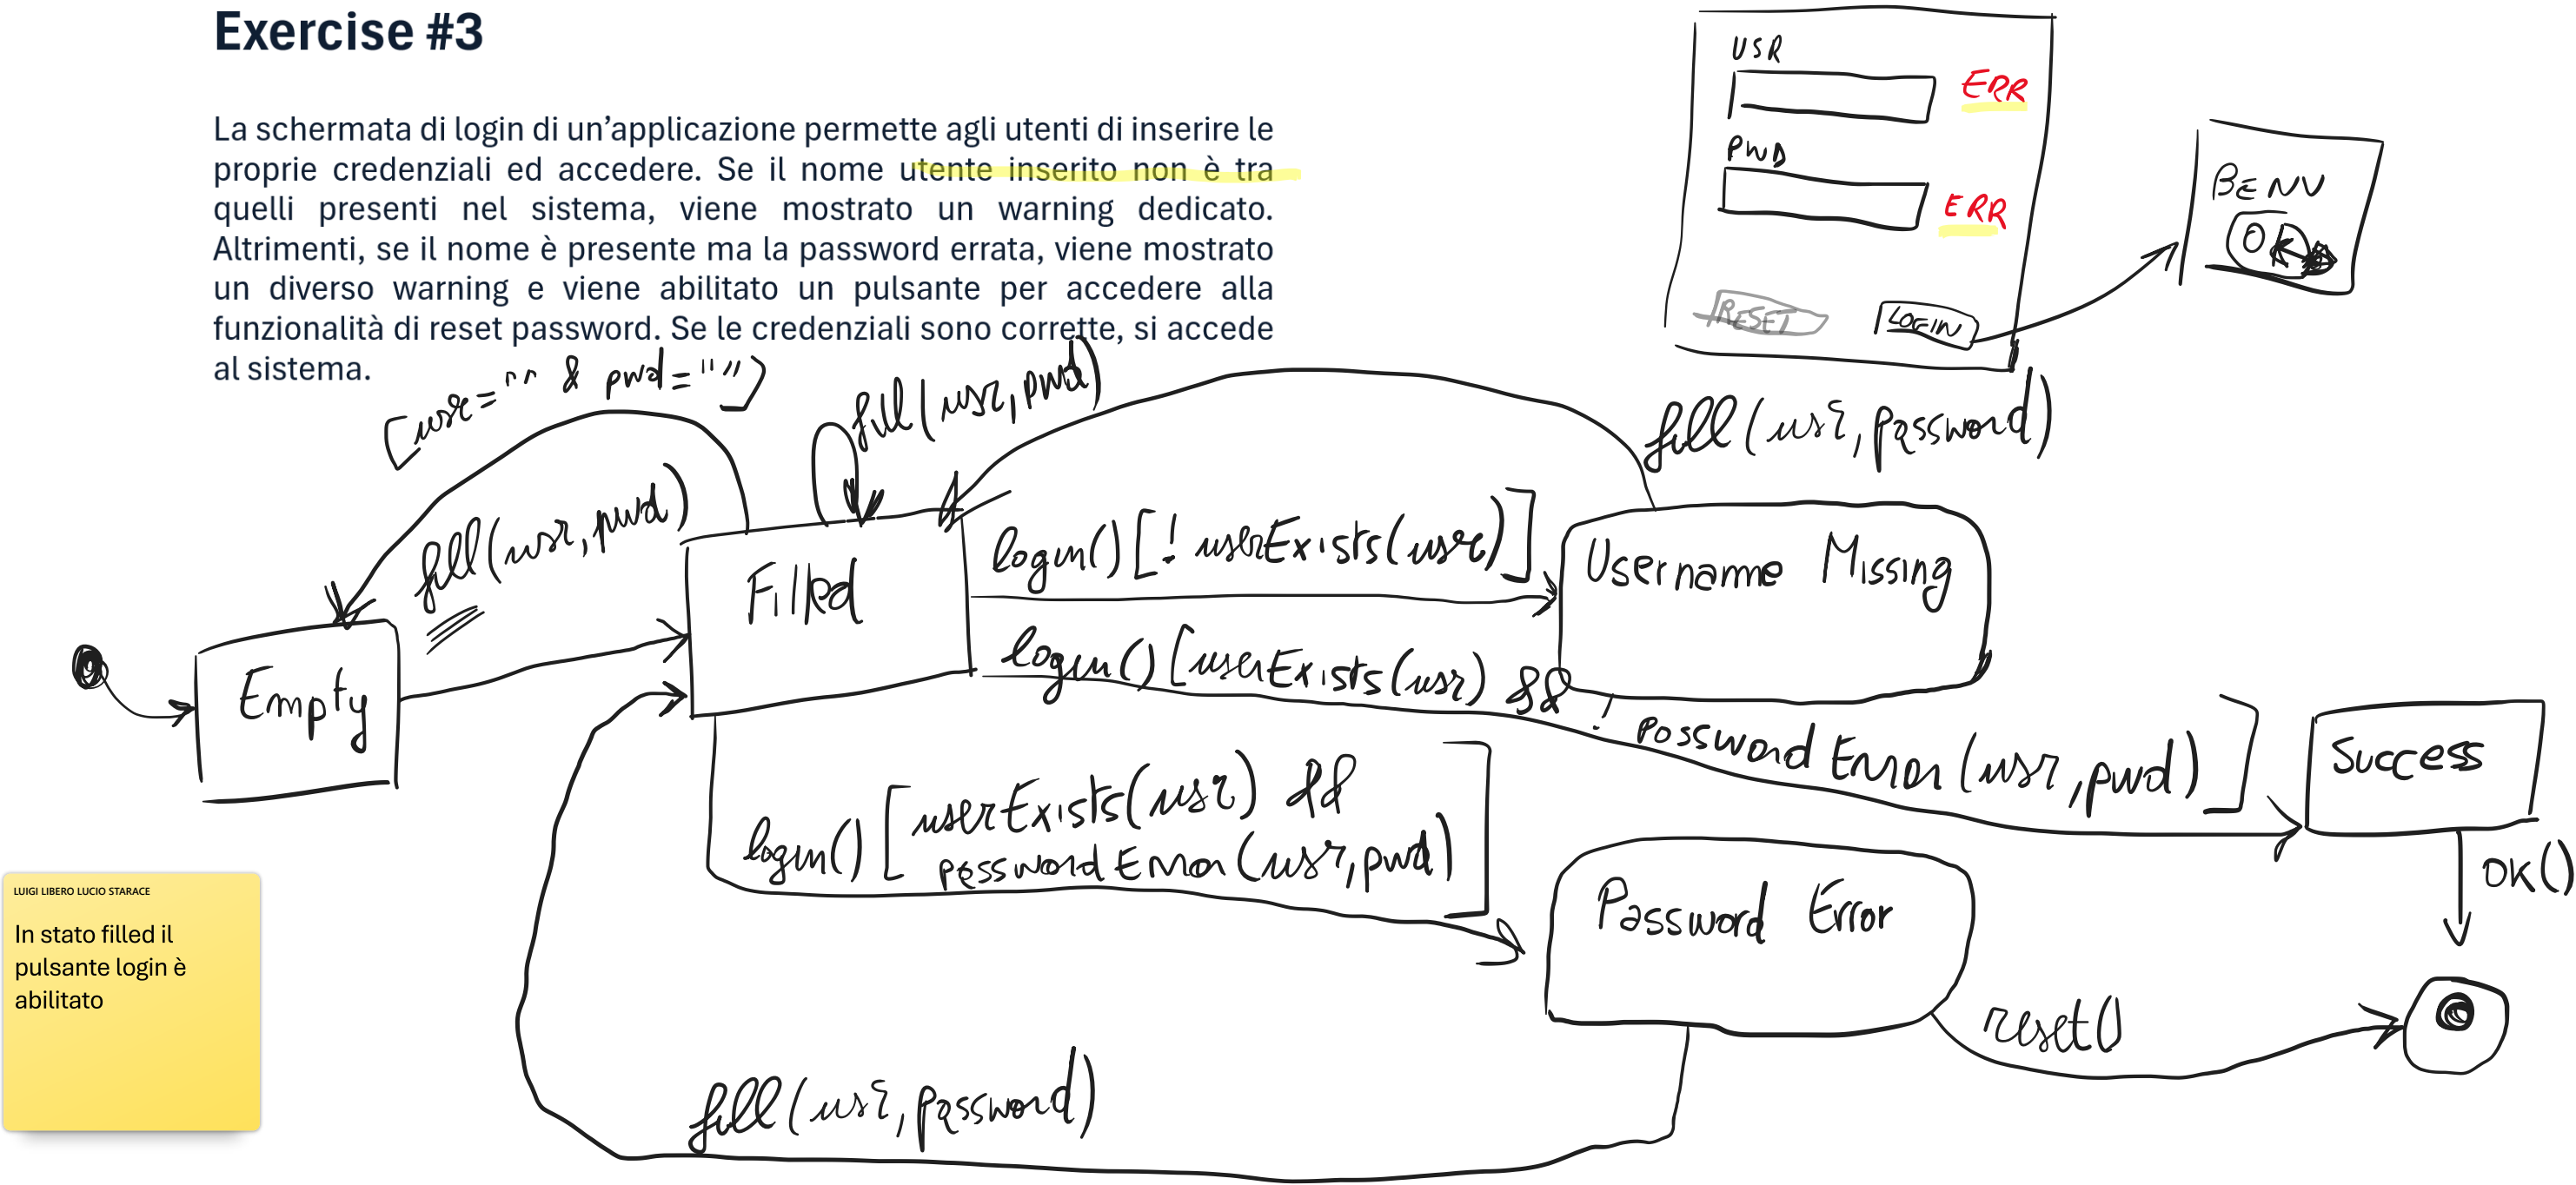 Exercise #3
La schermata di login di un'applicazione permette agli utenti di inserire le
proprie credenziali ed accedere. Se il nome utente inserito non è tra
quelli presenti nel sistema, viene mostrato un warning dedicato.
Altrimenti, se il nome è presente ma la password errata, viene mostrato
un diverso warning e viene abilitato un pulsante per accedere alla
funzionalità di reset password. Se le credenziali sono corrette, si accede
al sistema.
USR
ERR
PWD
ERR
RESET
LOGIN
BENV
OK
[usr="" & pwd=""]
fill(usr,pwd)
fill(usr,password)
fill(usr,pwd)
Empty
Filled
login()[! userExists(usr)]
Username Missing
login()[userExists(usr) && ! passwordError(usr,pwd)]
Success
login()[userExists(usr) &&
passwordError(usr,pwd)]
Password Error
OK()
reset()
fill(usr,password)
LUIGI LIBERO LUCIO STARACE
In stato filled il
pulsante login è
abilitato